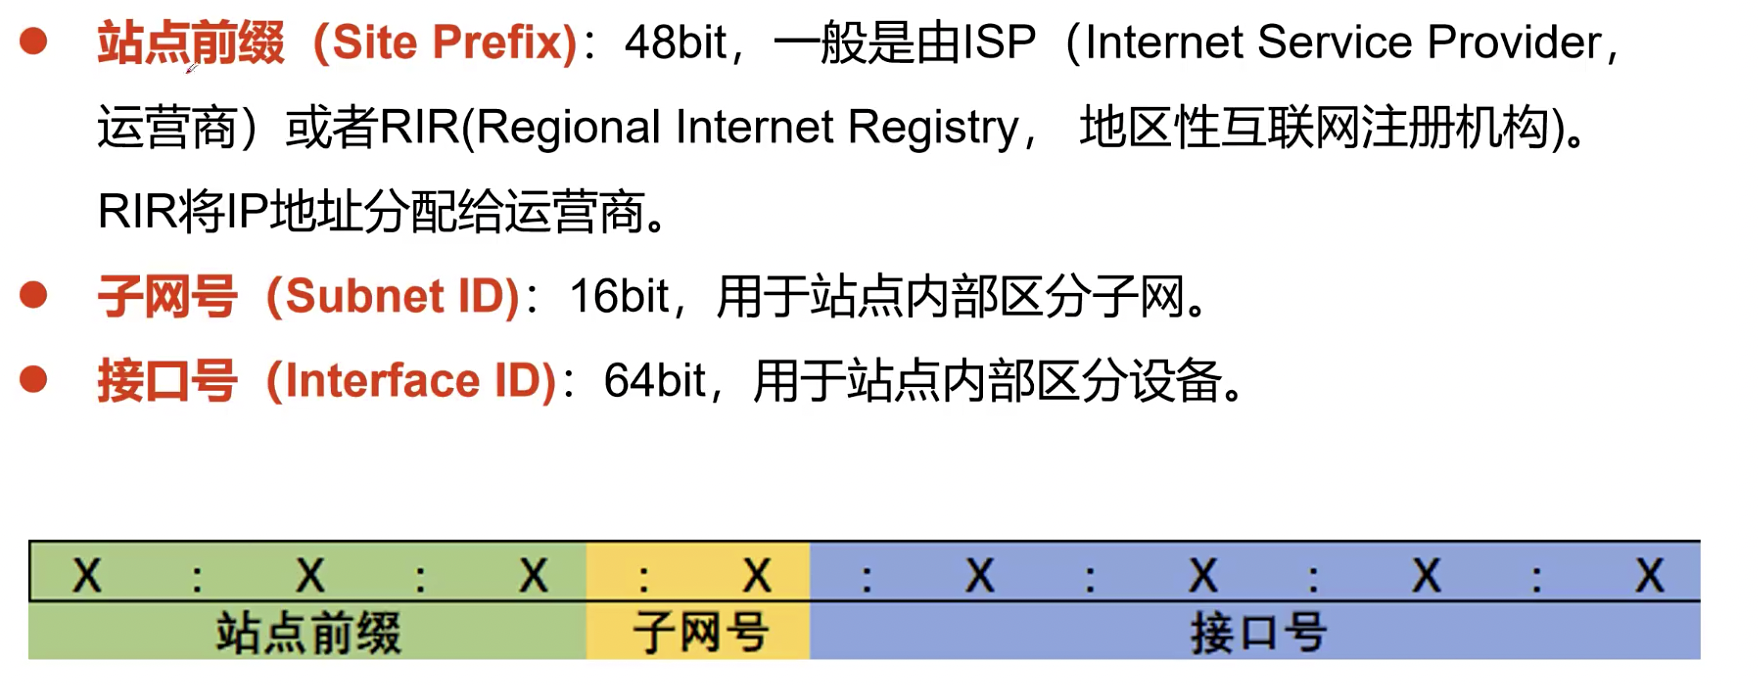 站点前缀（Site Prefix）：48bit，一般是由ISP（Internet Service Provider，
运营商）或者RIR(Regional Internet Registry， 地区性互联网注册机构)。
RIR将IP地址分配给运营商。
子网号（Subnet ID）：16bit，用于站点内部区分子网。
接口号（Interface ID）：64bit，用于站点内部区分设备。
X : X : X : X : X : X : X : X
站点前缀 子网号 接口号